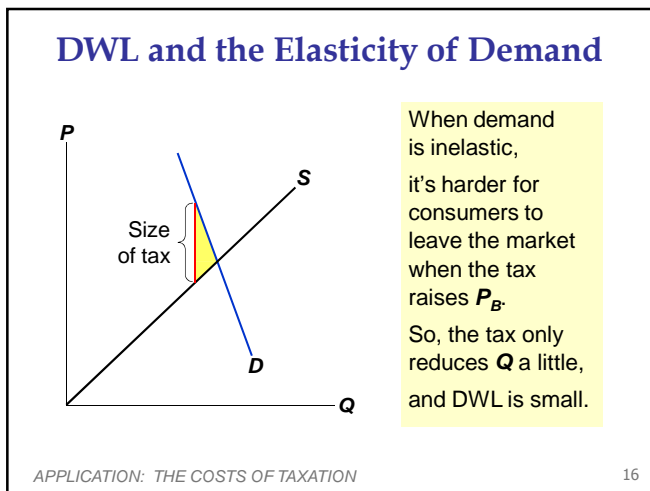 DWL and the Elasticity of Demand
P
S
Size
of tax
D
Q
When demand
is inelastic,
it's harder for
consumers to
leave the market
when the tax
raises P_B.
So, the tax only
reduces Q a little,
and DWL is small.
APPLICATION: THE COSTS OF TAXATION
16